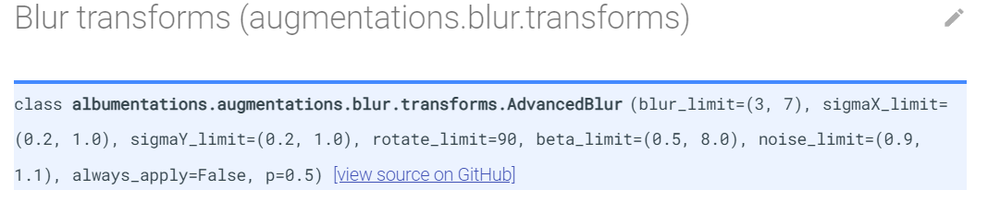 Blur transforms (augmentations.blur.transforms)
class albumentations.augmentations.blur.transforms.AdvancedBlur (blur_limit=(3, 7), sigmaX_limit=
(0.2, 1.0), sigmaY_limit=(0.2, 1.0), rotate_limit=90, beta_limit=(0.5, 8.0), noise_limit=(0.9,
1.1), always_apply=False, p=0.5) [view source on GitHub]